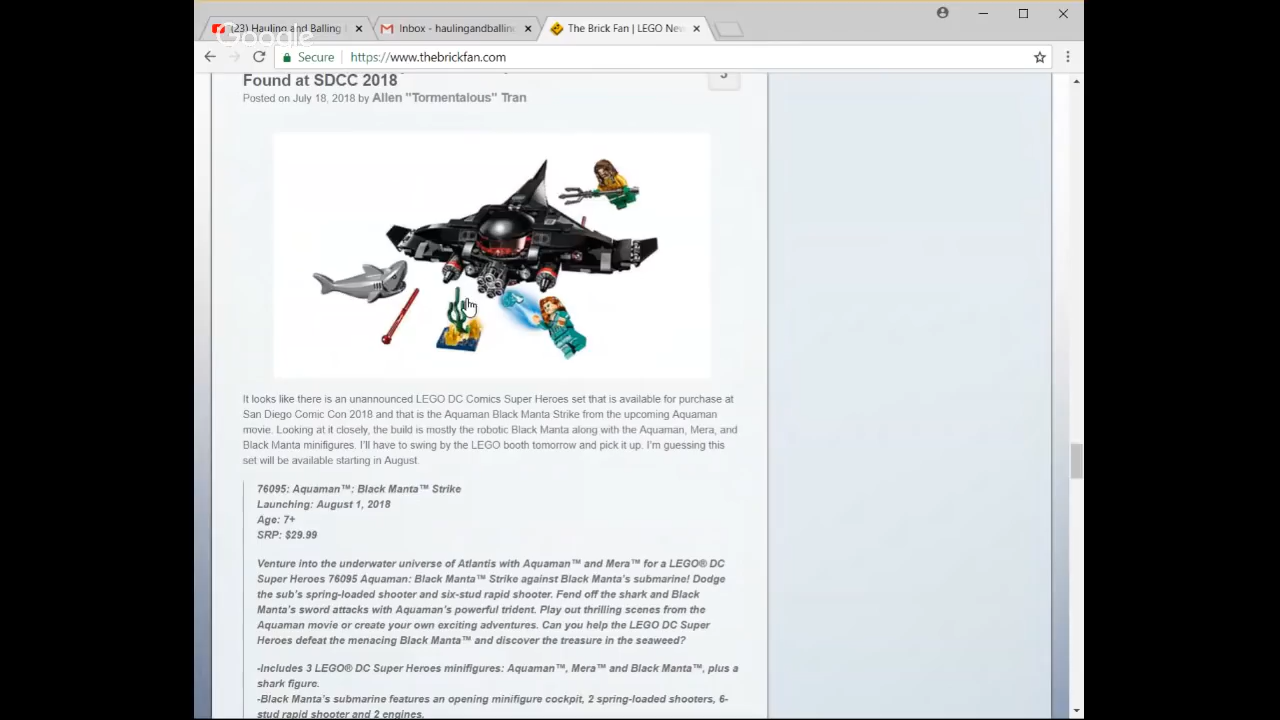 (23) Hauling and Balling
Inbox - haulingandballing
The Brick Fan | LEGO New
Google
Secure
https://www.thebrickfan.com
Found at SDCC 2018
Posted on July 18, 2018 by Allen "Tormentalous" Tran
It looks like there is an unannounced LEGO DC Comics Super Heroes set that is available for purchase at
San Diego Comic Con 2018 and that is the Aquaman Black Manta Strike from the upcoming Aquaman
movie. Looking at it closely, the build is mostly the robotic Black Manta along with the Aquaman, Mera, and
Black Manta minifigures. I'll have to swing by the LEGO booth tomorrow and pick it up. I'm guessing this
set will be available starting in August.
76095: Aquaman™: Black Manta™ Strike
Launching: August 1, 2018
Age: 7+
SRP: $29.99
Venture into the underwater universe of Atlantis with Aquaman™ and Mera™ for a LEGO® DC
Super Heroes 76095 Aquaman: Black Manta™ Strike against Black Manta's submarine! Dodge
the sub's spring-loaded shooter and six-stud rapid shooter. Fend off the shark and Black
Manta's sword attacks with Aquaman's powerful trident. Play out thrilling scenes from the
Aquaman movie or create your own exciting adventures. Can you help the LEGO DC Super
Heroes defeat the menacing Black Manta™ and discover the treasure in the seaweed?
-Includes 3 LEGO® DC Super Heroes minifigures: Aquaman™, Mera™ and Black Manta™, plus a
shark figure.
-Black Manta's submarine features an opening minifigure cockpit, 2 spring-loaded shooters, 6-
stud rapid shooter and 2 engines.